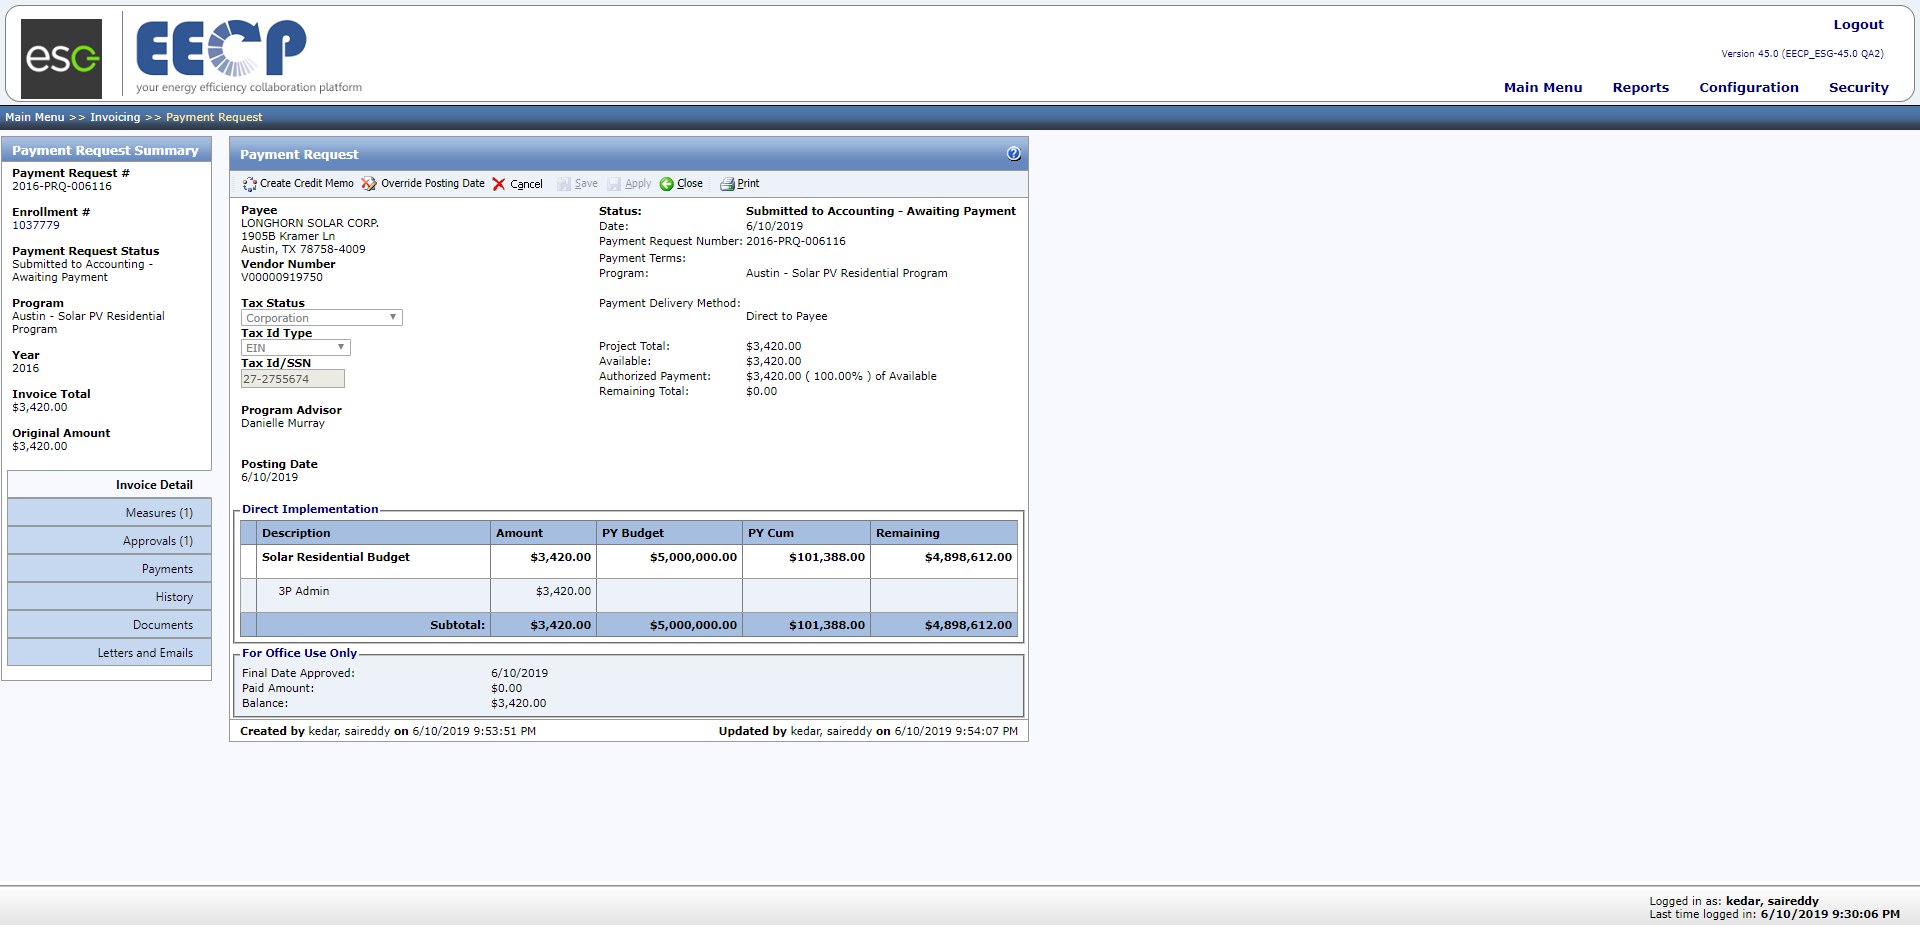 esg
EECP
your energy efficiency collaboration platform
Logout
Version 45.0 (EECP_ESG-45.0 QA2)
Main Menu Reports Configuration Security
Main Menu >> Invoicing >> Payment Request
Payment Request Summary
Payment Request #
2016-PRQ-006116
Enrollment #
1037779
Payment Request Status
Submitted to Accounting -
Awaiting Payment
Program
Austin - Solar PV Residential
Program
Year
2016
Invoice Total
$3,420.00
Original Amount
$3,420.00
Invoice Detail
Measures (1)
Approvals (1)
Payments
History
Documents
Letters and Emails
Payment Request
?
Create Credit Memo Override Posting Date Cancel Save Apply Close Print
Payee
LONGHORN SOLAR CORP.
1905B Kramer Ln
Austin, TX 78758-4009
Vendor Number
V00000919750
Tax Status
Corporation
Tax Id Type
EIN
Tax Id/SSN
27-2755674
Program Advisor
Danielle Murray
Posting Date
6/10/2019
Status: Submitted to Accounting - Awaiting Payment
Date: 6/10/2019
Payment Request Number: 2016-PRQ-006116
Payment Terms:
Program: Austin - Solar PV Residential Program
Payment Delivery Method:
Direct to Payee
Project Total: $3,420.00
Available: $3,420.00
Authorized Payment: $3,420.00 ( 100.00% ) of Available
Remaining Total: $0.00
Direct Implementation
Description Amount PY Budget PY Cum Remaining
Solar Residential Budget $3,420.00 $5,000,000.00 $101,388.00 $4,898,612.00
3P Admin $3,420.00
Subtotal: $3,420.00 $5,000,000.00 $101,388.00 $4,898,612.00
For Office Use Only
Final Date Approved: 6/10/2019
Paid Amount: $0.00
Balance: $3,420.00
Created by kedar, saireddy on 6/10/2019 9:53:51 PM Updated by kedar, saireddy on 6/10/2019 9:54:07 PM
Logged in as: kedar, saireddy
Last time logged in: 6/10/2019 9:30:06 PM